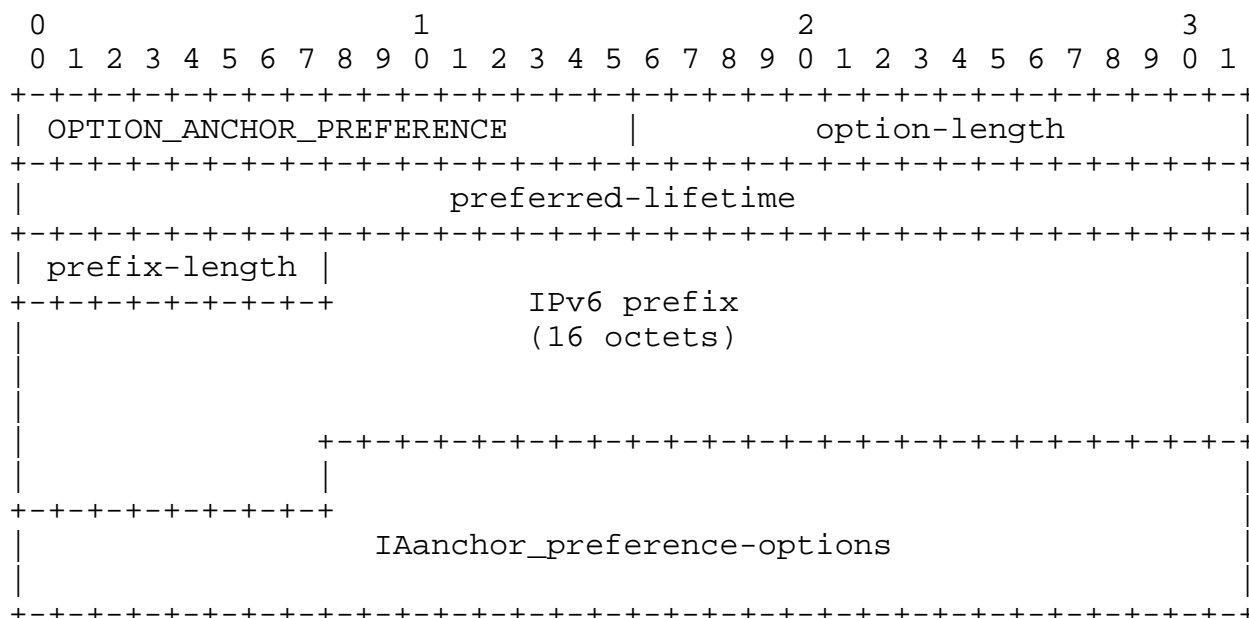 0                   1                   2                   3
0 1 2 3 4 5 6 7 8 9 0 1 2 3 4 5 6 7 8 9 0 1 2 3 4 5 6 7 8 9 0 1
+-+-+-+-+-+-+-+-+-+-+-+-+-+-+-+-+-+-+-+-+-+-+-+-+-+-+-+-+-+-+-+-+
| OPTION_ANCHOR_PREFERENCE      |         option-length         |
+-+-+-+-+-+-+-+-+-+-+-+-+-+-+-+-+-+-+-+-+-+-+-+-+-+-+-+-+-+-+-+-+
|                      preferred-lifetime                       |
+-+-+-+-+-+-+-+-+-+-+-+-+-+-+-+-+-+-+-+-+-+-+-+-+-+-+-+-+-+-+-+-+
| prefix-length |                                               |
+-+-+-+-+-+-+-+-+          IPv6 prefix                          |
|                          (16 octets)                          |
|                                                               |
|                                                               |
|               +-+-+-+-+-+-+-+-+-+-+-+-+-+-+-+-+-+-+-+-+-+-+-+-+
|               |                                               |
+-+-+-+-+-+-+-+-+                                               |
|                  IAanchor_preference-options                  |
|                                                               |
+-+-+-+-+-+-+-+-+-+-+-+-+-+-+-+-+-+-+-+-+-+-+-+-+-+-+-+-+-+-+-+-+